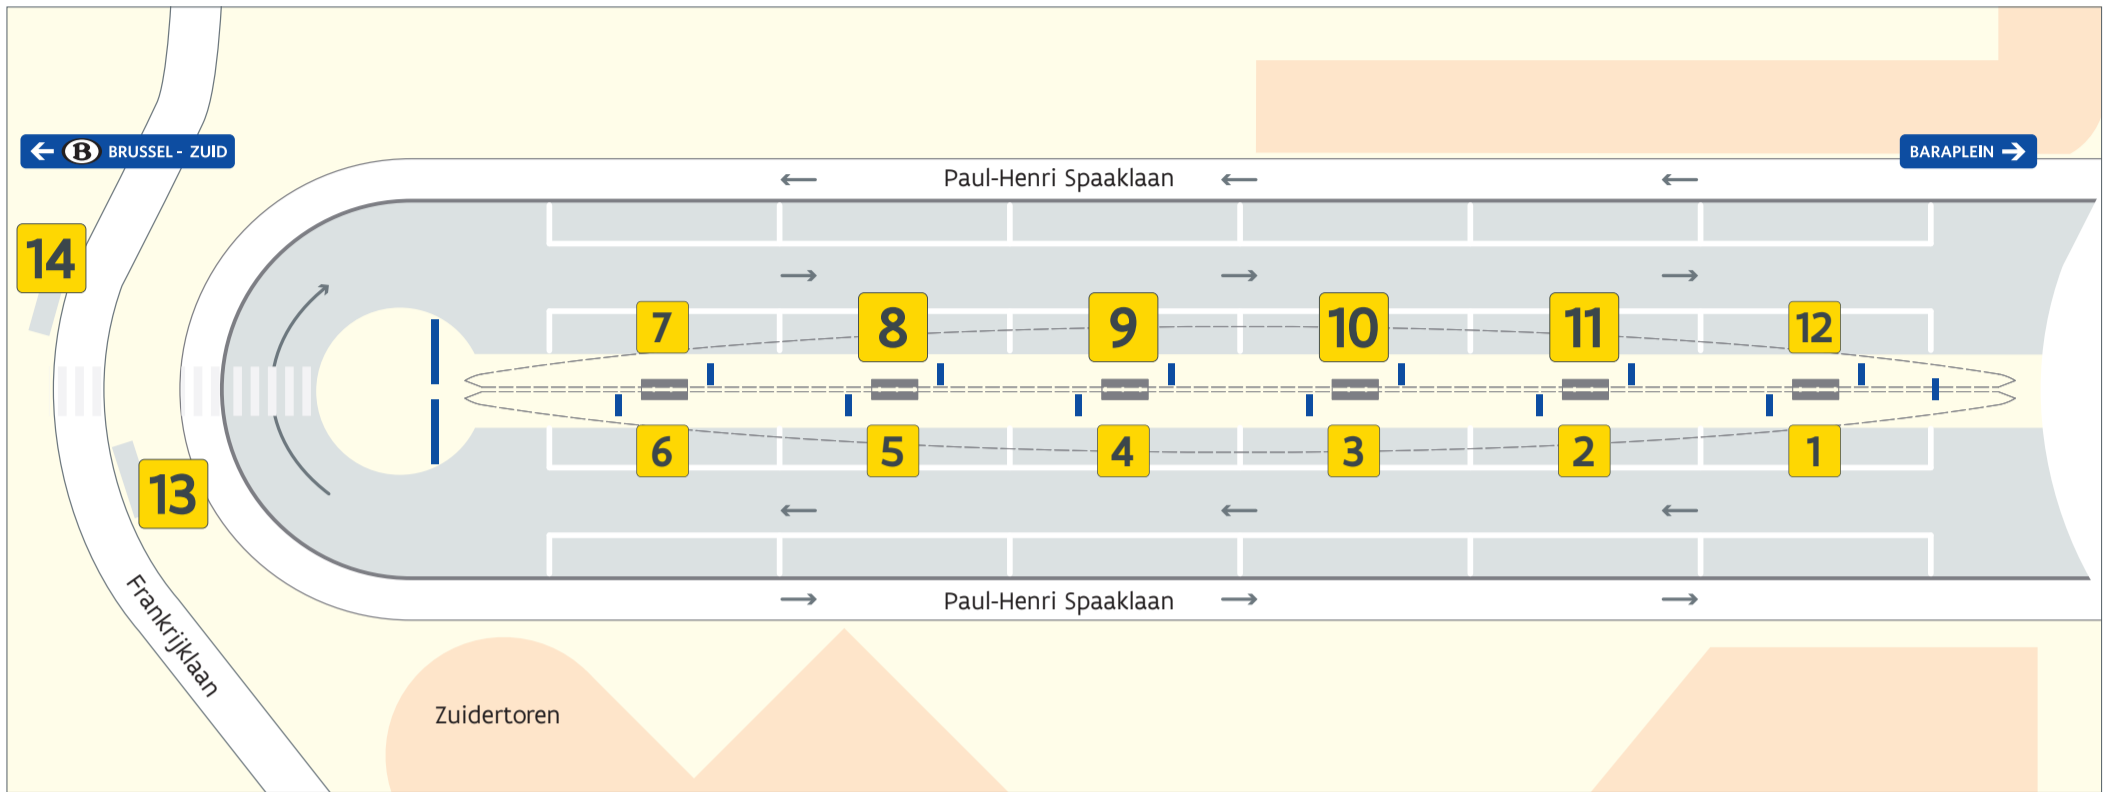 ← B BRUSSEL - ZUID
BARAPLEIN →
Paul-Henri Spaaklaan
14
7
8
9
10
11
12
6
5
4
3
2
1
13
Paul-Henri Spaaklaan
Frankrijklaan
Zuidertoren